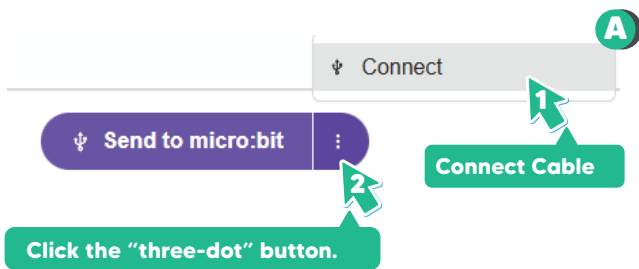 A
Connect
1
Connect Cable
Send to micro:bit
2
Click the “three-dot” button.